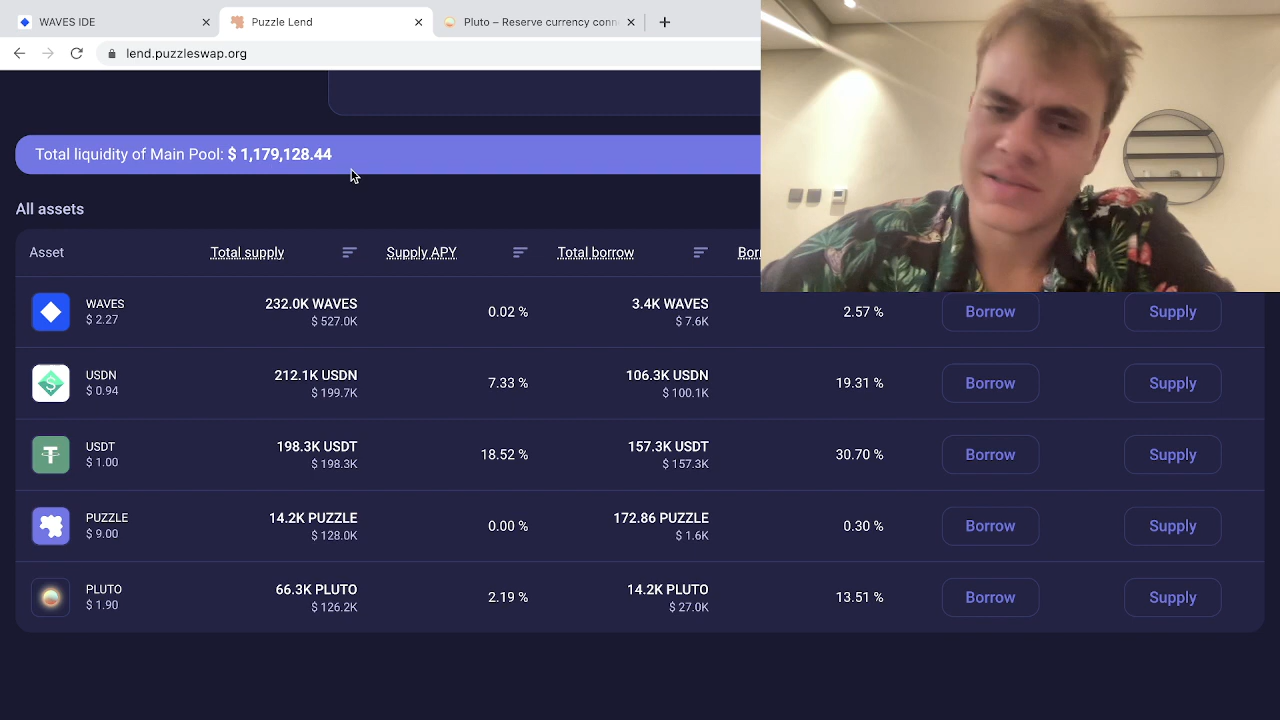 WAVES IDE
Puzzle Lend
Pluto – Reserve currency conn
lend.puzzleswap.org
Total liquidity of Main Pool: $ 1,179,128.44
All assets
Asset Total supply Supply APY Total borrow Bor
WAVES 232.0K WAVES 0.02 % 3.4K WAVES 2.57 % Borrow Supply
$ 2.27 $ 527.0K $ 7.6K
USDN 212.1K USDN 7.33 % 106.3K USDN 19.31 % Borrow Supply
$ 0.94 $ 199.7K $ 100.1K
USDT 198.3K USDT 18.52 % 157.3K USDT 30.70 % Borrow Supply
$ 1.00 $ 198.3K $ 157.3K
PUZZLE 14.2K PUZZLE 0.00 % 172.86 PUZZLE 0.30 % Borrow Supply
$ 9.00 $ 128.0K $ 1.6K
PLUTO 66.3K PLUTO 2.19 % 14.2K PLUTO 13.51 % Borrow Supply
$ 1.90 $ 126.2K $ 27.0K